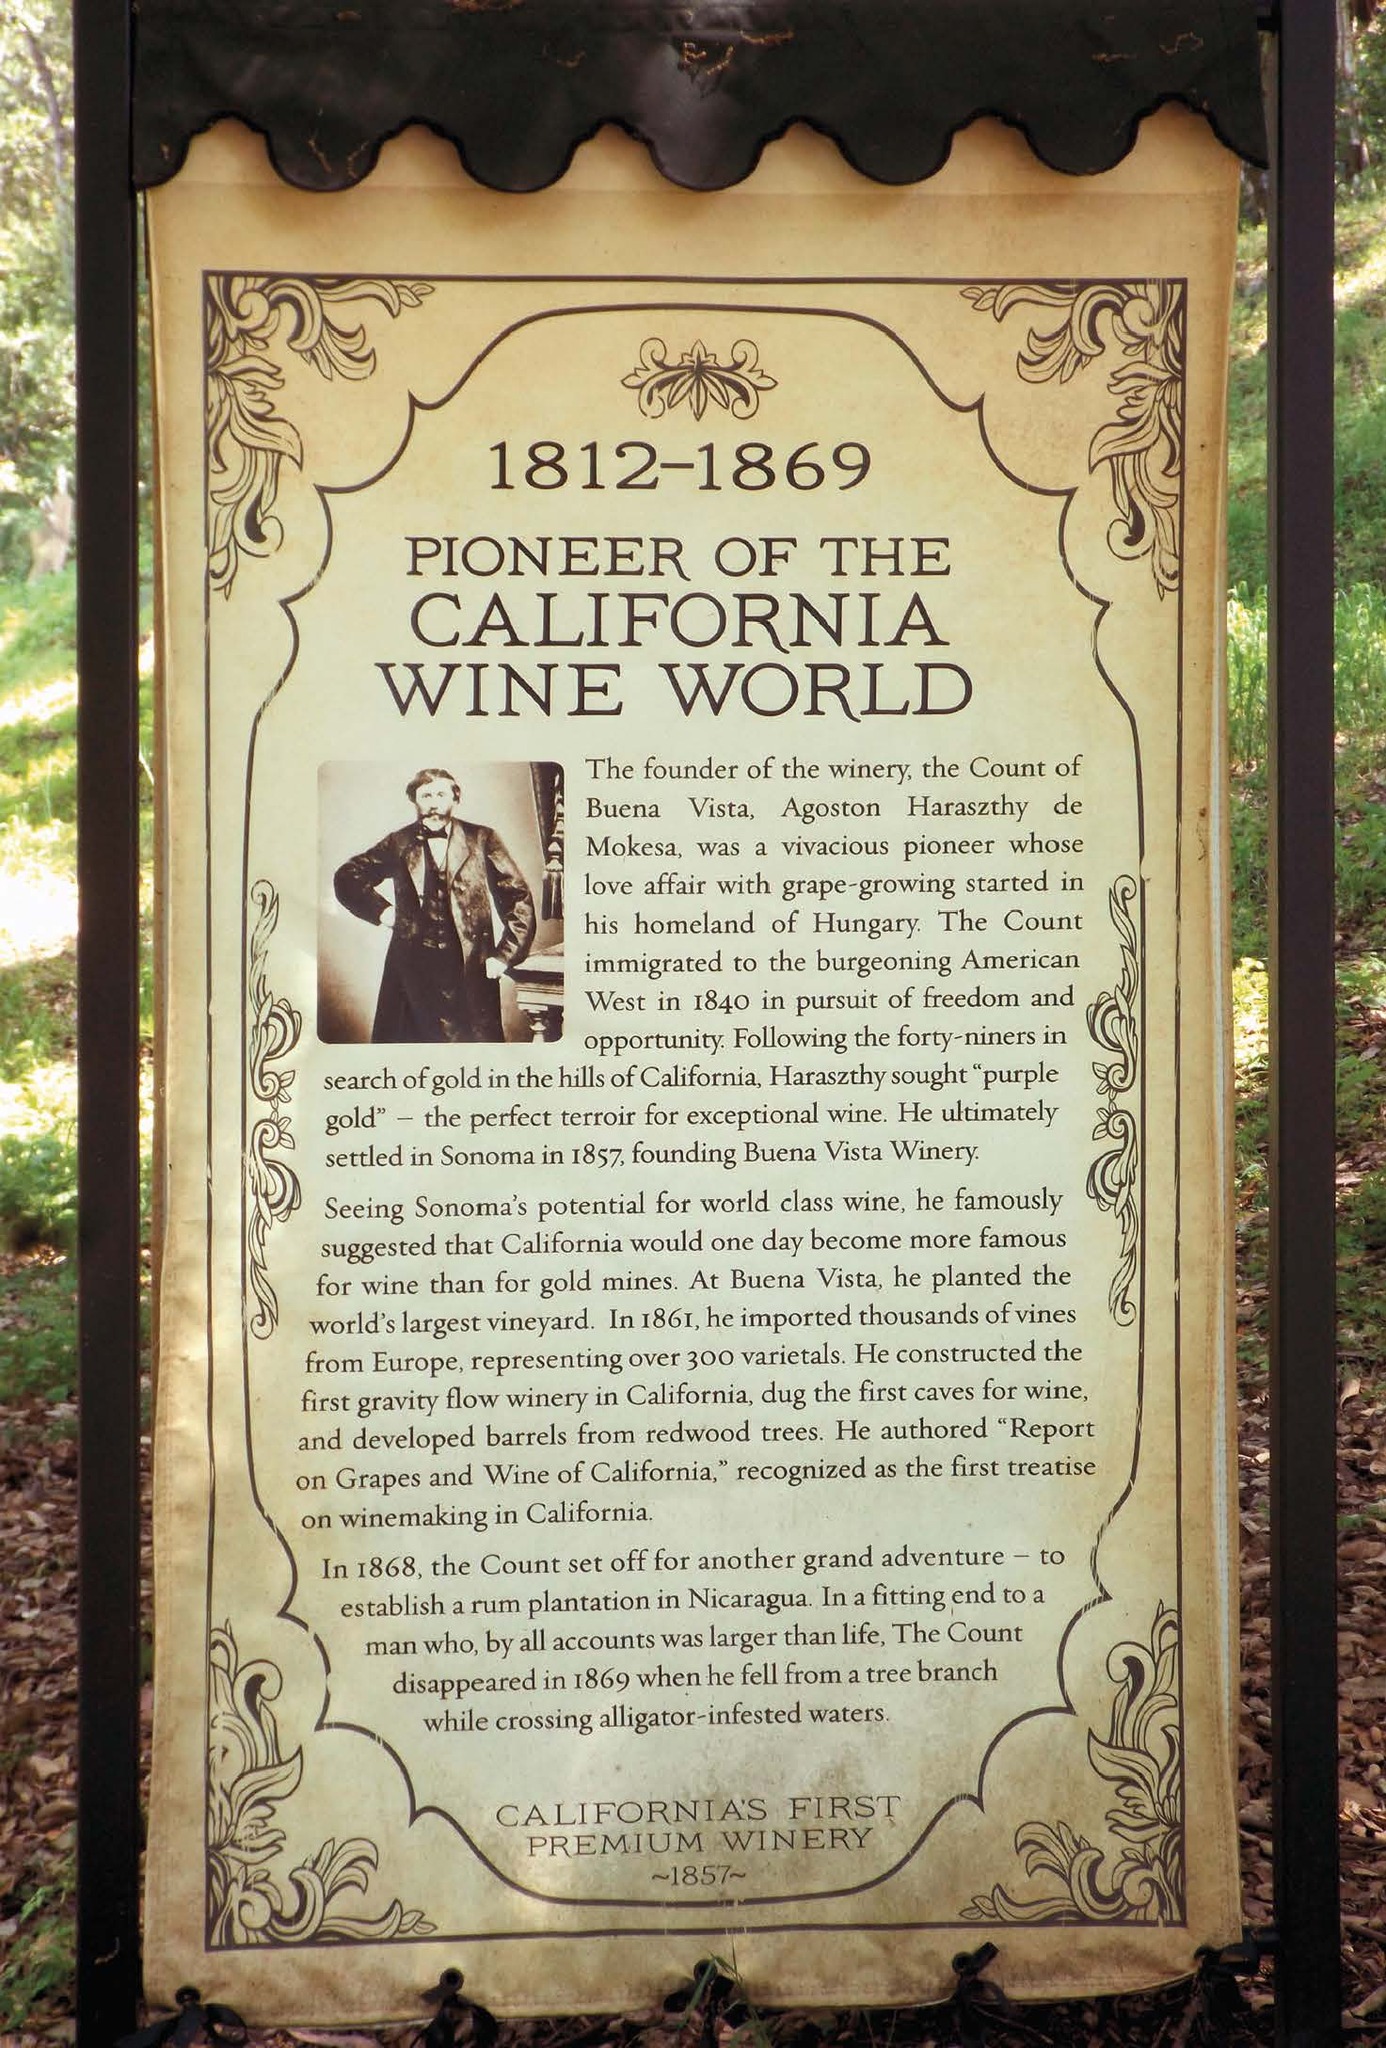 1812–1869
PIONEER OF THE
CALIFORNIA
WINE WORLD
The founder of the winery, the Count of
Buena Vista, Agoston Haraszthy de
Mokesa, was a vivacious pioneer whose
love affair with grape-growing started in
his homeland of Hungary. The Count
immigrated to the burgeoning American
West in 1840 in pursuit of freedom and
opportunity. Following the forty-niners in
search of gold in the hills of California, Haraszthy sought “purple
gold” – the perfect terroir for exceptional wine. He ultimately
settled in Sonoma in 1857, founding Buena Vista Winery.
Seeing Sonoma’s potential for world class wine, he famously
suggested that California would one day become more famous
for wine than for gold mines. At Buena Vista, he planted the
world’s largest vineyard. In 1861, he imported thousands of vines
from Europe, representing over 300 varietals. He constructed the
first gravity flow winery in California, dug the first caves for wine,
and developed barrels from redwood trees. He authored “Report
on Grapes and Wine of California,” recognized as the first treatise
on winemaking in California.
In 1868, the Count set off for another grand adventure – to
establish a rum plantation in Nicaragua. In a fitting end to a
man who, by all accounts was larger than life, The Count
disappeared in 1869 when he fell from a tree branch
while crossing alligator-infested waters.
CALIFORNIA’S FIRST
PREMIUM WINERY
~1857~